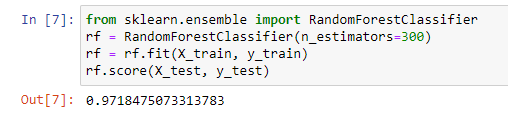 In [7]: from sklearn.ensemble import RandomForestClassifier
rf = RandomForestClassifier(n_estimators=300)
rf = rf.fit(X_train, y_train)
rf.score(X_test, y_test)
Out[7]: 0.9718475073313783